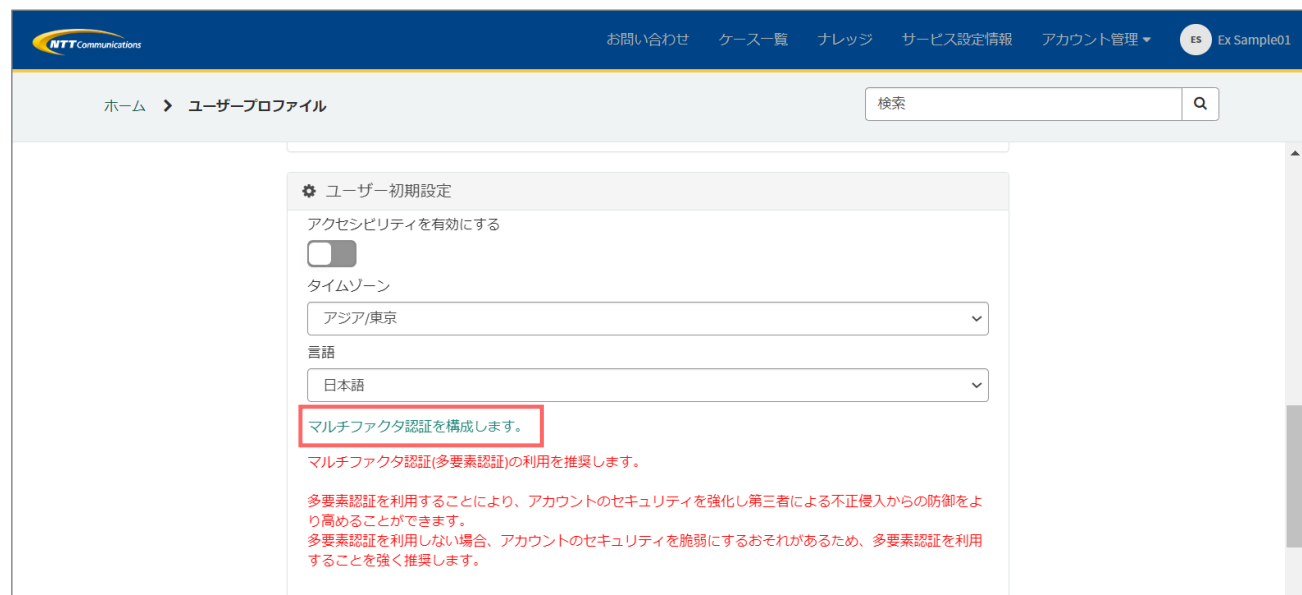 NTT Communications
お問い合わせ ケース一覧 ナレッジ サービス設定情報 アカウント管理 ES Ex Sample01
ホーム ユーザープロファイル 検索
ユーザー初期設定
アクセシビリティを有効にする
タイムゾーン
アジア/東京
言語
日本語
マルチファクタ認証を構成します。
マルチファクタ認証(多要素認証)の利用を推奨します。
多要素認証を利用することにより、アカウントのセキュリティを強化し第三者による不正侵入からの防御をよ
り高めることができます。
多要素認証を利用しない場合、アカウントのセキュリティを脆弱にするおそれがあるため、多要素認証を利用
することを強く推奨します。